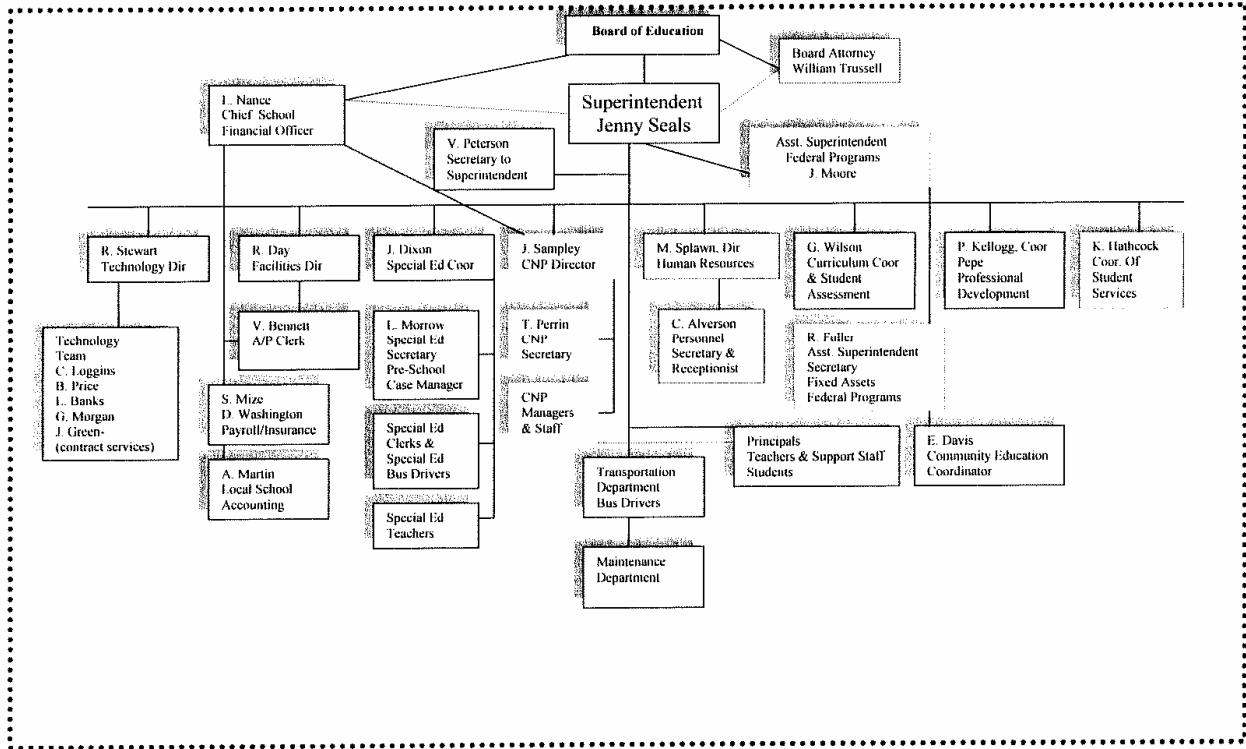 Board of Education
Board Attorney
William Trussell
L. Nance
Chief School
Financial Officer
Superintendent
Jenny Seals
V. Peterson
Secretary to
Superintendent
Asst. Superintendent
Federal Programs
J. Moore
R. Stewart
Technology Dir
R. Day
Facilities Dir
J. Dixon
Special Ed Coor
J. Sampley
CNP Director
M. Splawn, Dir
Human Resources
G. Wilson
Curriculum Coor
& Student
Assessment
P. Kellogg, Coor
Pepe
Professional
Development
K. Hathcock
Coor. Of
Student
Services
Technology
Team
C. Loggins
B. Price
L. Banks
G. Morgan
J. Green-
(contract services)
V. Bennett
A/P Clerk
S. Mize
D. Washington
Payroll/Insurance
A. Martin
Local School
Accounting
L. Morrow
Special Ed
Secretary
Pre-School
Case Manager
Special Ed
Clerks &
Special Ed
Bus Drivers
Special Ed
Teachers
T. Perrin
CNP
Secretary
CNP
Managers
& Staff
C. Alverson
Personnel
Secretary &
Receptionist
R. Fuller
Asst. Superintendent
Secretary
Fixed Assets
Federal Programs
Principals
Teachers & Support Staff
Students
E. Davis
Community Education
Coordinator
Transportation
Department
Bus Drivers
Maintenance
Department